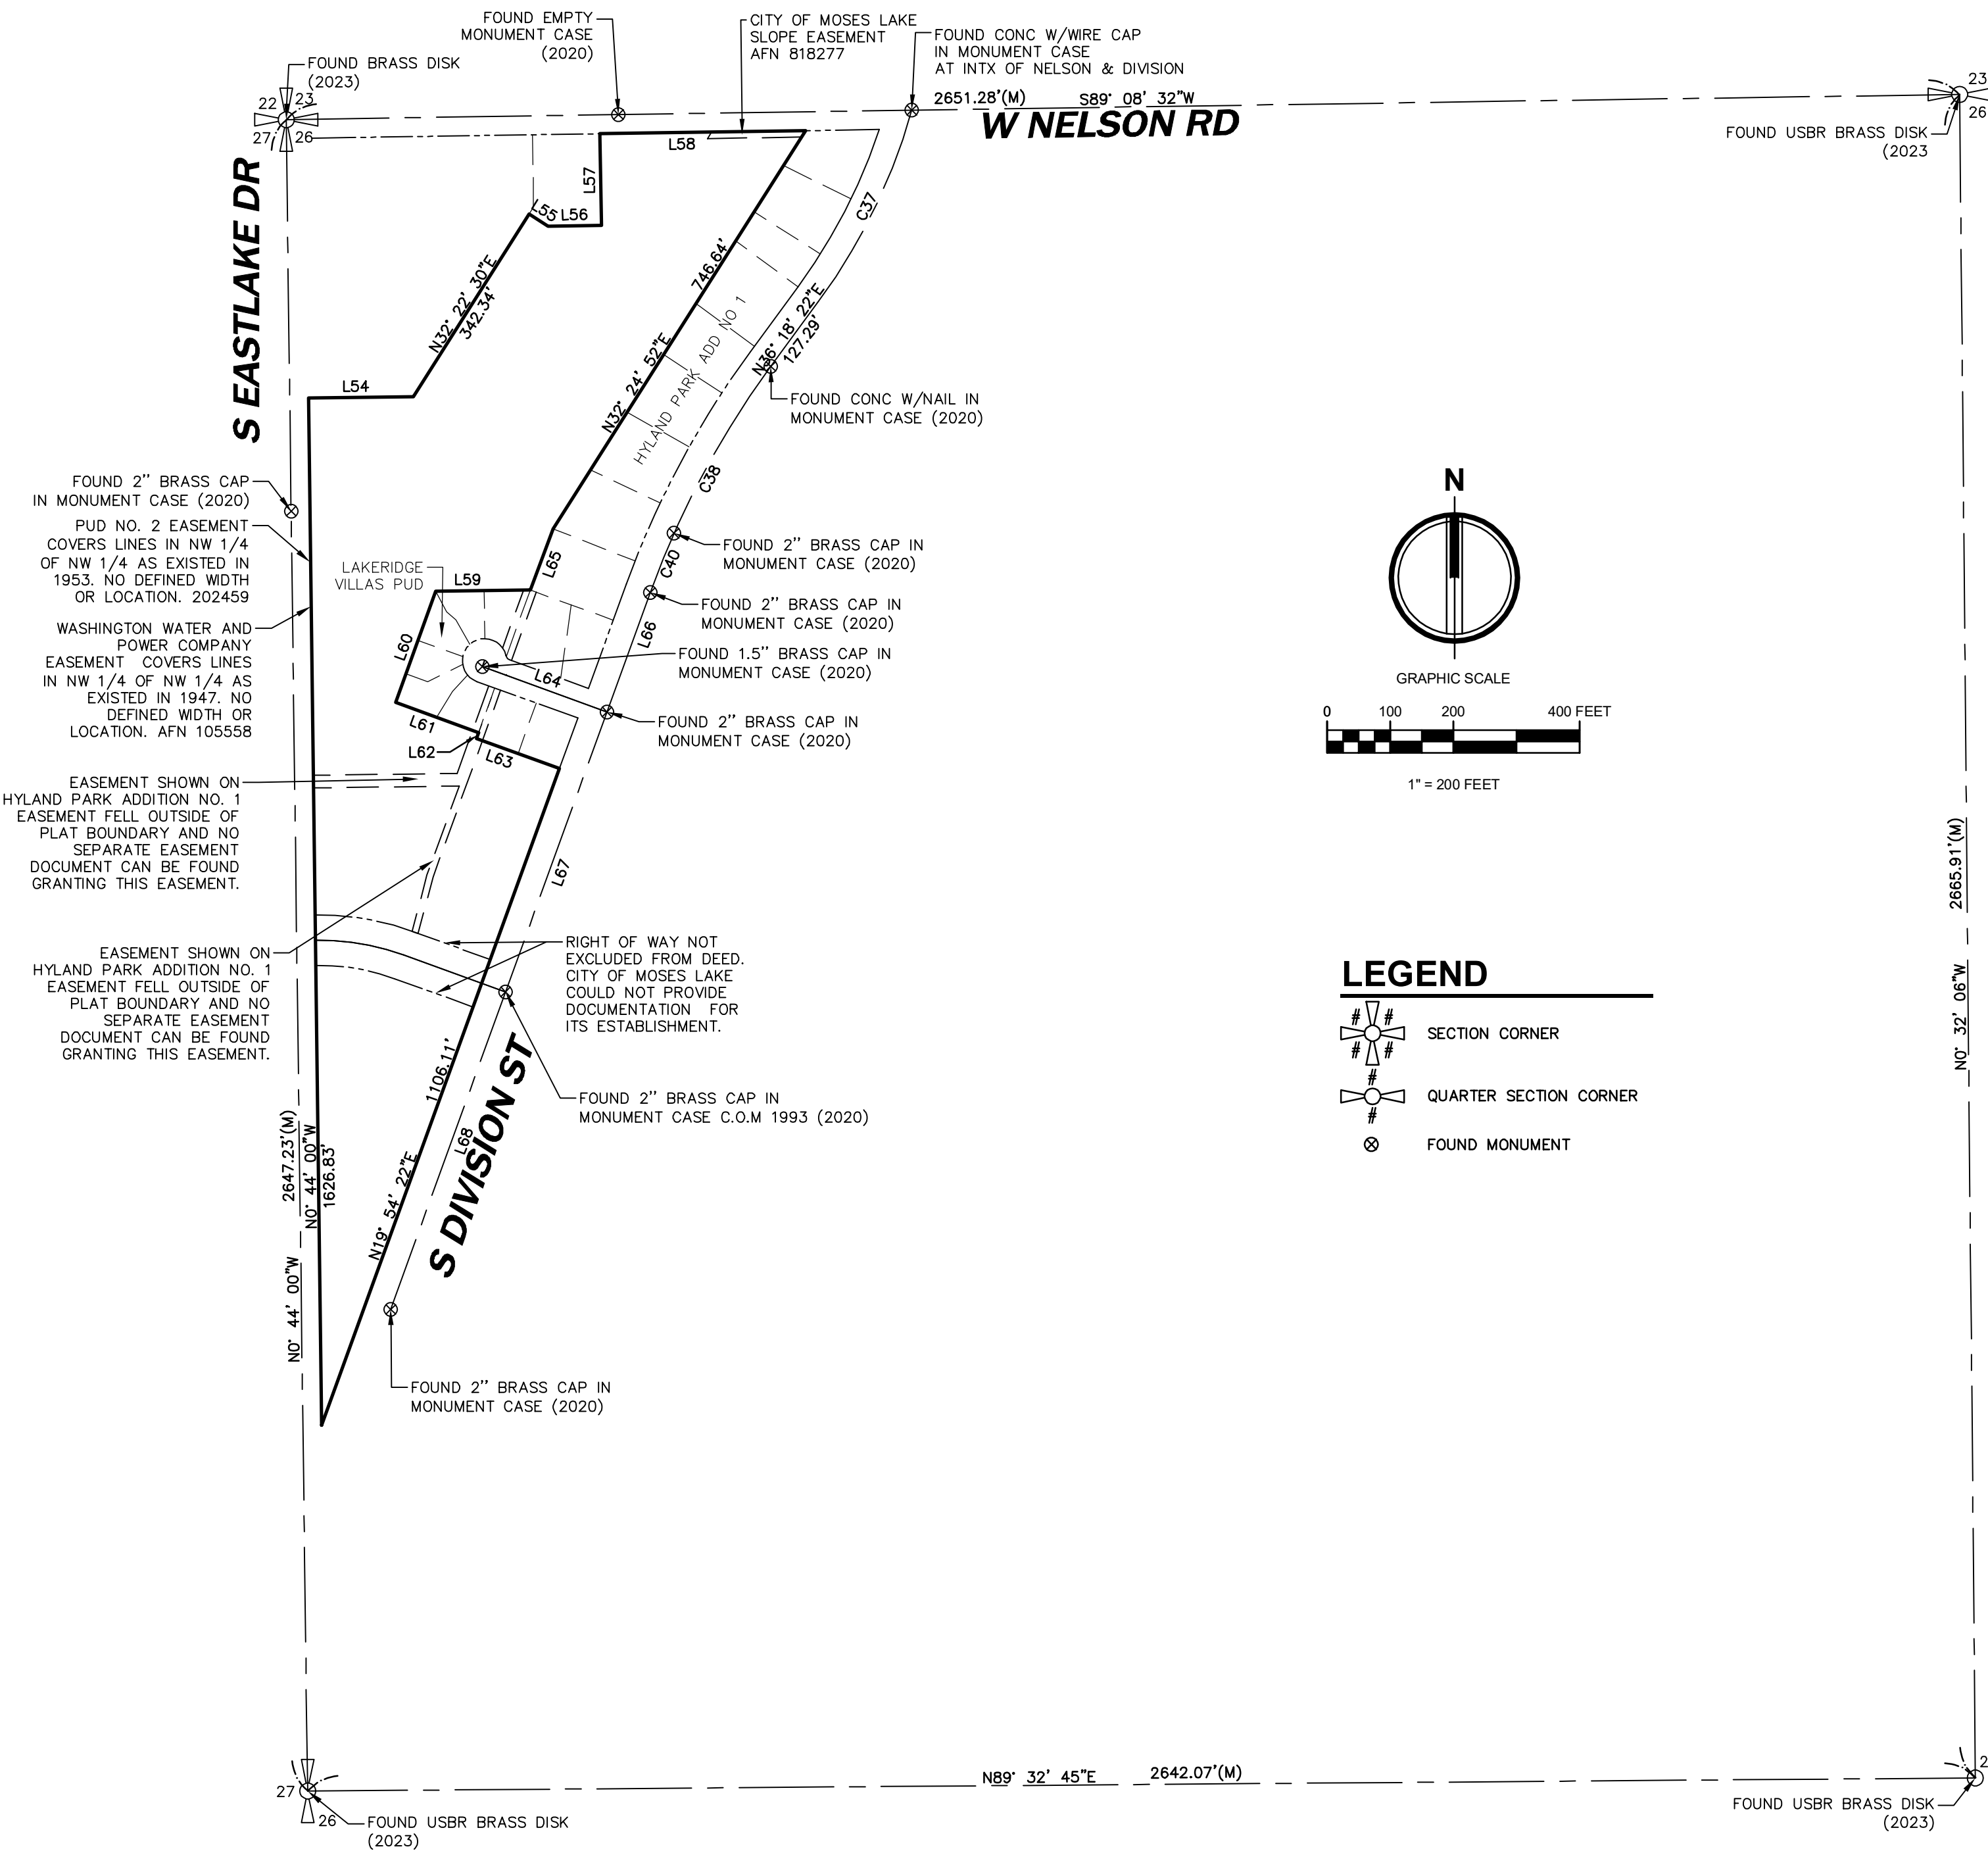 FOUND EMPTY
MONUMENT CASE
(2020)
CITY OF MOSES LAKE
SLOPE EASEMENT
AFN 818277
FOUND CONC W/WIRE CAP
IN MONUMENT CASE
AT INTX OF NELSON & DIVISION
FOUND BRASS DISK
(2023)
22
23
27
26
2651.28'(M)
S89° 08' 32"W
W NELSON RD
23
26
FOUND USBR BRASS DISK
(2023
L58
L57
L55
L56
C37
S EASTLAKE DR
N32° 22' 30"E
342.34'
746.64'
N32° 24' 52"E
HYLAND PARK ADD NO 1
N36° 18' 22"E
127.29'
L54
FOUND CONC W/NAIL IN
MONUMENT CASE (2020)
C38
N
GRAPHIC SCALE
0
100
200
400 FEET
1" = 200 FEET
FOUND 2'' BRASS CAP
IN MONUMENT CASE (2020)
PUD NO. 2 EASEMENT
COVERS LINES IN NW 1/4
OF NW 1/4 AS EXISTED IN
1953. NO DEFINED WIDTH
OR LOCATION. 202459
WASHINGTON WATER AND
POWER COMPANY
EASEMENT COVERS LINES
IN NW 1/4 OF NW 1/4 AS
EXISTED IN 1947. NO
DEFINED WIDTH OR
LOCATION. AFN 105558
LAKERIDGE
VILLAS PUD
L59
L65
C40
FOUND 2'' BRASS CAP IN
MONUMENT CASE (2020)
FOUND 2'' BRASS CAP IN
MONUMENT CASE (2020)
L60
L66
FOUND 1.5'' BRASS CAP IN
MONUMENT CASE (2020)
L64
L61
FOUND 2'' BRASS CAP IN
MONUMENT CASE (2020)
L62
L63
EASEMENT SHOWN ON
HYLAND PARK ADDITION NO. 1
EASEMENT FELL OUTSIDE OF
PLAT BOUNDARY AND NO
SEPARATE EASEMENT
DOCUMENT CAN BE FOUND
GRANTING THIS EASEMENT.
L67
2665.91'(M)
N0° 32' 06"W
EASEMENT SHOWN ON
HYLAND PARK ADDITION NO. 1
EASEMENT FELL OUTSIDE OF
PLAT BOUNDARY AND NO
SEPARATE EASEMENT
DOCUMENT CAN BE FOUND
GRANTING THIS EASEMENT.
RIGHT OF WAY NOT
EXCLUDED FROM DEED.
CITY OF MOSES LAKE
COULD NOT PROVIDE
DOCUMENTATION FOR
ITS ESTABLISHMENT.
LEGEND
#
#
#
#
SECTION CORNER
#
#
QUARTER SECTION CORNER
FOUND MONUMENT
FOUND 2'' BRASS CAP IN
MONUMENT CASE C.O.M 1993 (2020)
1106.11'
N19° 54' 22"E
L68
S DIVISION ST
2647.23'(M)
N0° 44' 00"W
N0° 44' 00"W
1626.83'
FOUND 2'' BRASS CAP IN
MONUMENT CASE (2020)
N89° 32' 45"E
2642.07'(M)
27
26
FOUND USBR BRASS DISK
(2023)
FOUND USBR BRASS DISK
(2023)